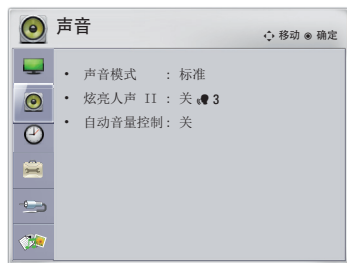 声音
移动 确定
• 声音模式 : 标准
• 炫亮人声 II : 关 3
• 自动音量控制 : 关